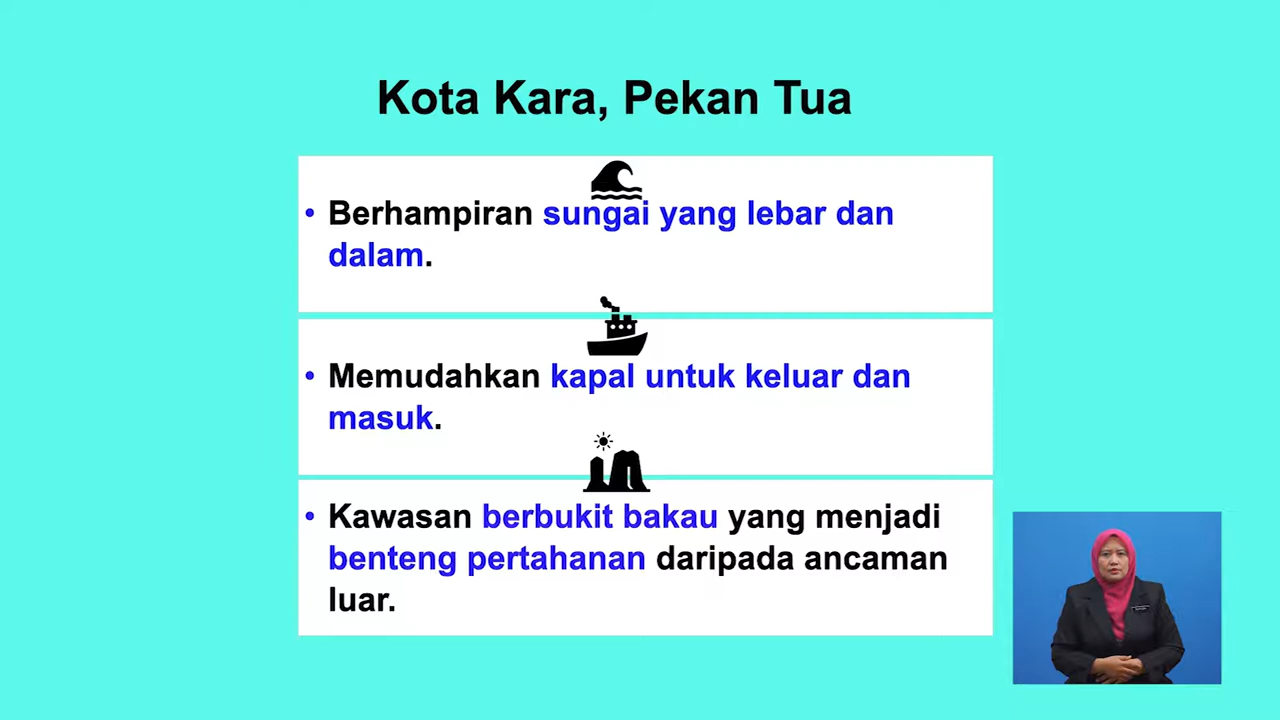 Kota Kara, Pekan Tua
• Berhampiran sungai yang lebar dan
dalam.
• Memudahkan kapal untuk keluar dan
masuk.
• Kawasan berbukit bakau yang menjadi
benteng pertahanan daripada ancaman
luar.